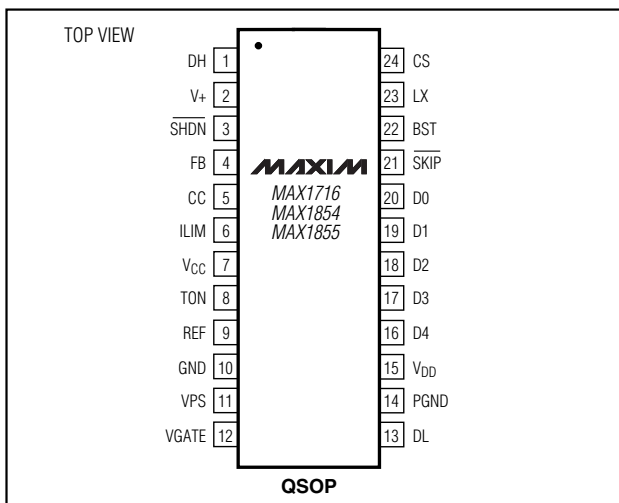 TOP VIEW
DH 1
V+ 2
SHDN 3
FB 4
CC 5
ILIM 6
VCC 7
TON 8
REF 9
GND 10
VPS 11
VGATE 12
MAXIM
MAX1716
MAX1854
MAX1855
24 CS
23 LX
22 BST
21 SKIP
20 D0
19 D1
18 D2
17 D3
16 D4
15 VDD
14 PGND
13 DL
QSOP